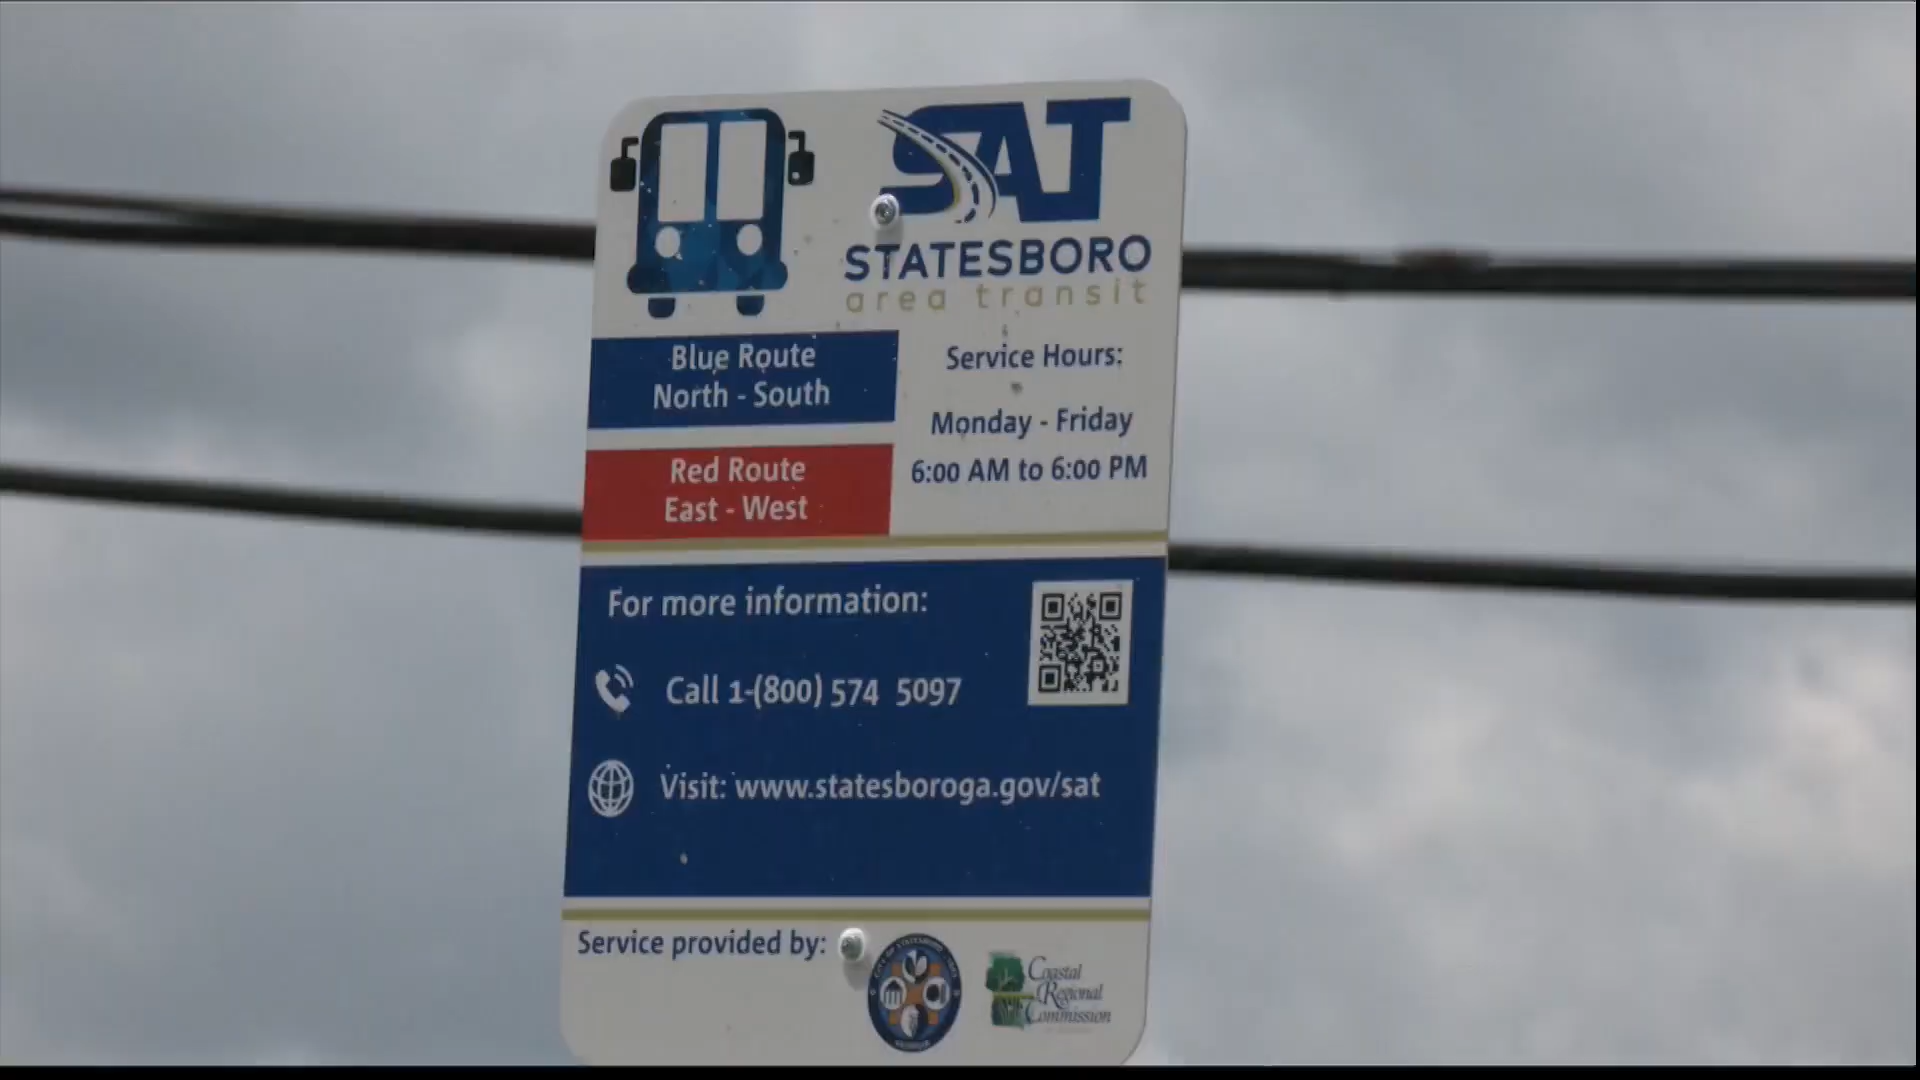 SAT
STATESBORO
area transit
Blue Route
North - South
Red Route
East - West
Service Hours:
Monday - Friday
6:00 AM to 6:00 PM
For more information:
Call 1-(800) 574 5097
Visit: www.statesboroga.gov/sat
Service provided by:
Coastal
Regional
Commission